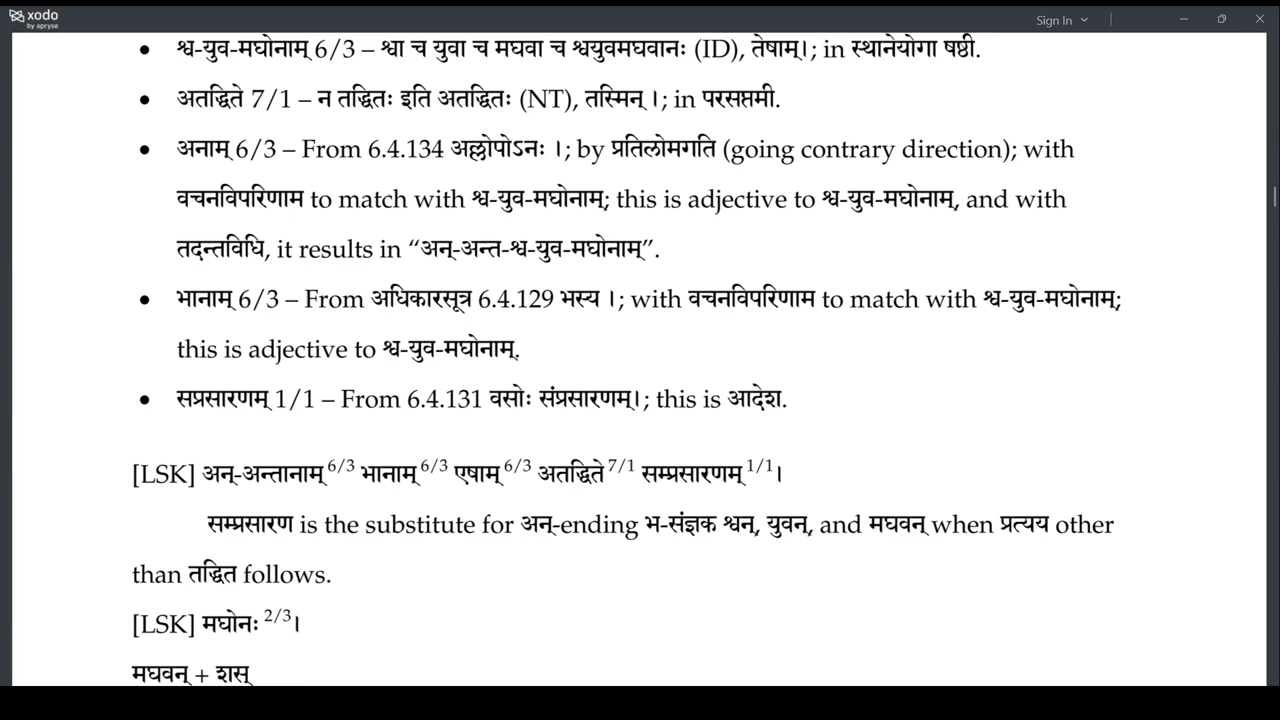 xodo
by apryse
Sign In
• श्व-युव-मघोनाम् 6/3 – श्वा च युवा च मघवा च श्वयुवमघवानः (ID), तेषाम्।; in स्थानेयोगा षष्ठी.
• अतद्धिते 7/1 – न तद्धितः इति अतद्धितः (NT), तस्मिन् ।; in परसप्तमी.
• अनाम् 6/3 – From 6.4.134 अल्लोपोऽनः ।; by प्रतिलोमगति (going contrary direction); with
वचनविपरिणाम to match with श्व-युव-मघोनाम्; this is adjective to श्व-युव-मघोनाम्, and with
तदन्तविधि, it results in “अन्-अन्त-श्व-युव-मघोनाम्”.
• भानाम् 6/3 – From अधिकारसूत्र 6.4.129 भस्य ।; with वचनविपरिणाम to match with श्व-युव-मघोनाम्;
this is adjective to श्व-युव-मघोनाम्.
• सप्रसारणम् 1/1 – From 6.4.131 वसोः संप्रसारणम्।; this is आदेश.
[LSK] अन्-अन्तानाम् 6/3 भानाम् 6/3 एषाम् 6/3 अतद्धिते 7/1 सम्प्रसारणम् 1/1।
सम्प्रसारण is the substitute for अन्-ending भ-संज्ञक श्वन्, युवन्, and मघवन् when प्रत्यय other
than तद्धित follows.
[LSK] मघोनः 2/3।
मघवन् + शस्